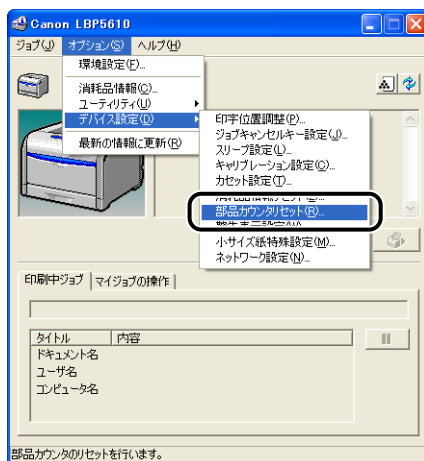 Canon LBP5610
ジョブ(J) オプション(S) ヘルプ(H)
環境設定(F)...
消耗品情報(C)...
ユーティリティ(U)
デバイス設定(D)
最新の情報に更新(R)
印字位置調整(P)...
ジョブキャンセルキー設定(J)...
スリープ設定(L)...
キャリブレーション設定(C)...
カセット設定(T)...
部品カウンタリセット(R)...
小サイズ紙特殊設定(M)...
ネットワーク設定(N)...
印刷中ジョブ マイジョブの操作
タイトル 内容
ドキュメント名
ユーザ名
コンピュータ名
部品カウンタのリセットを行います。